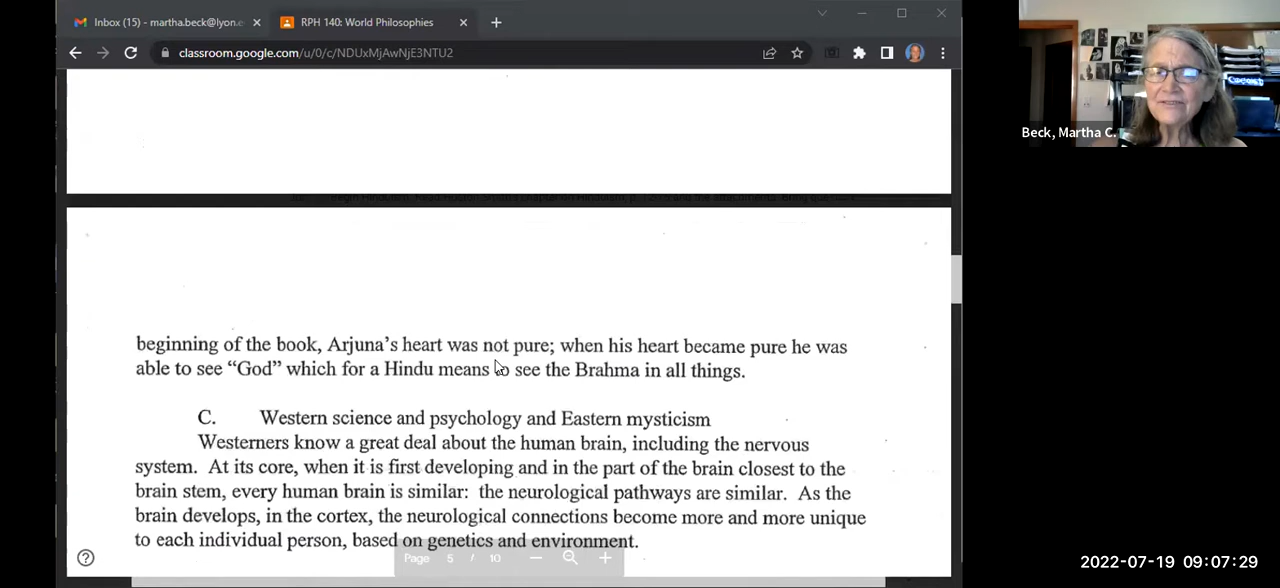 Inbox (15) - martha.beck@lyon.e
RPH 140: World Philosophies
classroom.google.com/u/0/c/NDUxMjAwNjE3NTU2
Beck, Martha C.
beginning of the book, Arjuna's heart was not pure; when his heart became pure he was
able to see "God" which for a Hindu means to see the Brahma in all things.
C. Western science and psychology and Eastern mysticism
Westerners know a great deal about the human brain, including the nervous
system. At its core, when it is first developing and in the part of the brain closest to the
brain stem, every human brain is similar: the neurological pathways are similar. As the
brain develops, in the cortex, the neurological connections become more and more unique
to each individual person, based on genetics and environment.
Page 5 / 10
2022-07-19 09:07:29